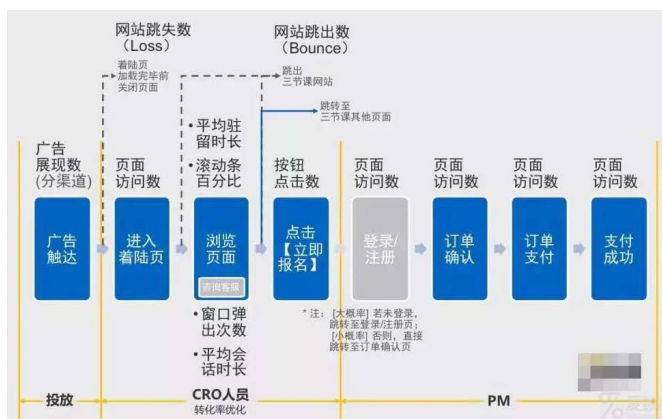 网站跳失数
（Loss）
着陆页
加载完毕前
关闭页面
网站跳出数
（Bounce）
跳出
三节课网站
跳转至
三节课其他页面
广告
展现数
(分渠道)
页面
访问数
•平均驻
留时长
•滚动条
百分比
按钮
点击数
页面
访问数
页面
访问数
页面
访问数
页面
访问数
广告
触达
进入
着陆页
浏览
页面
咨询客服
点击
【立即
报名】
登录/
注册
订单
确认
订单
支付
支付
成功
•窗口弹
出次数
•平均会
话时长
* 注： [大概率] 若未登录，
跳转至登录/注册页；
[小概率] 否则，直接
跳转至订单确认页
投放
CRO人员
转化率优化
PM